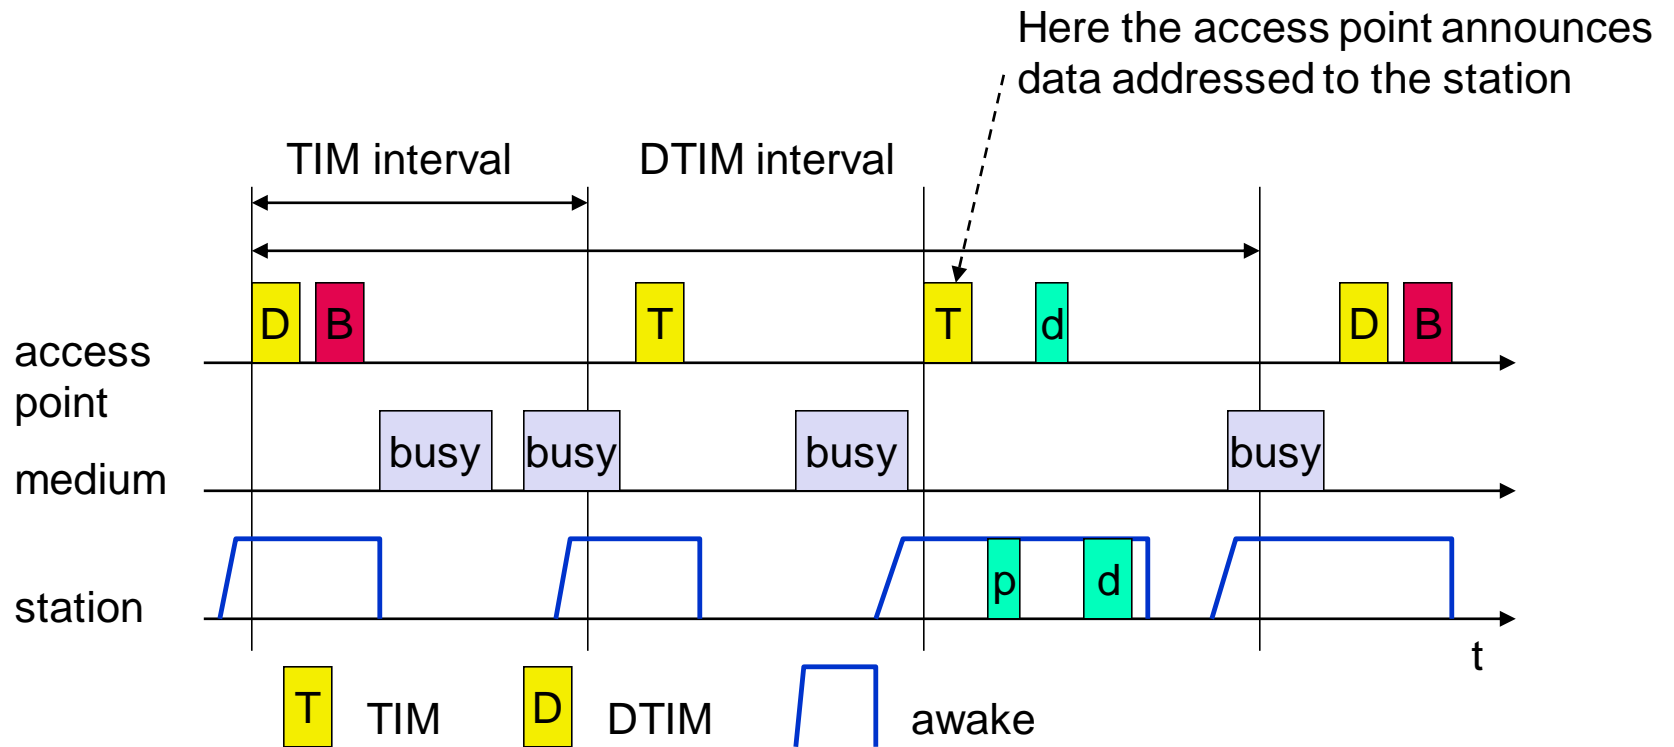 Here the access point announces
data addressed to the station
TIM interval DTIM interval
D B T T d D B
access
point
busy busy busy busy
medium
p d
station
t
T TIM D DTIM awake